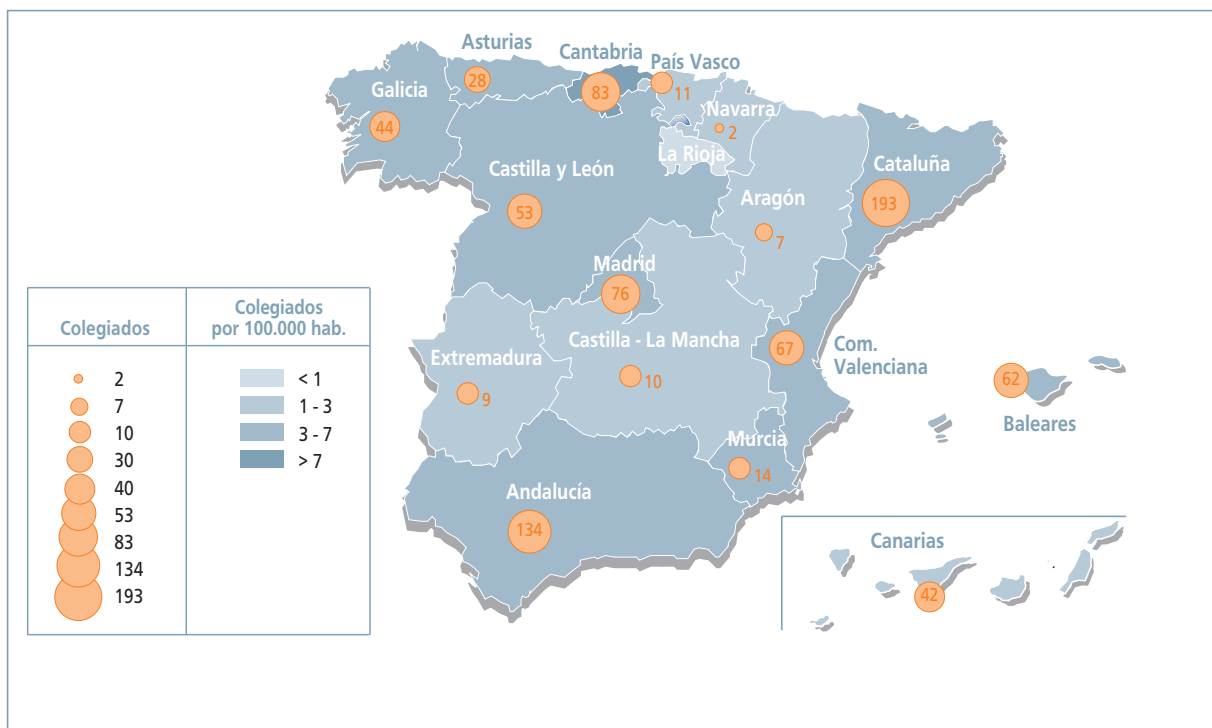 Asturias
28
Cantabria
83
País Vasco
11
Galicia
44
Navarra
2
La Rioja
Castilla y León
53
Cataluña
193
Aragón
7
Madrid
76
Castilla - La Mancha
10
Com.
Valenciana
67
Extremadura
9
62
Baleares
Murcia
14
Andalucía
134
Canarias
42
Colegiados
2
7
10
30
40
53
83
134
193
Colegiados
por 100.000 hab.
< 1
1 - 3
3 - 7
> 7